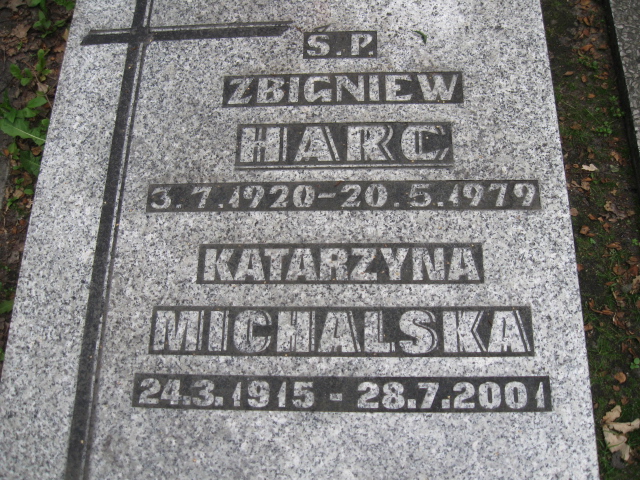 Ś.P.
ZBIGNIEW
HARC
3.7.1920-20.5.1979
KATARZYNA
MICHALSKA
24.3.1915 - 28.7.2001